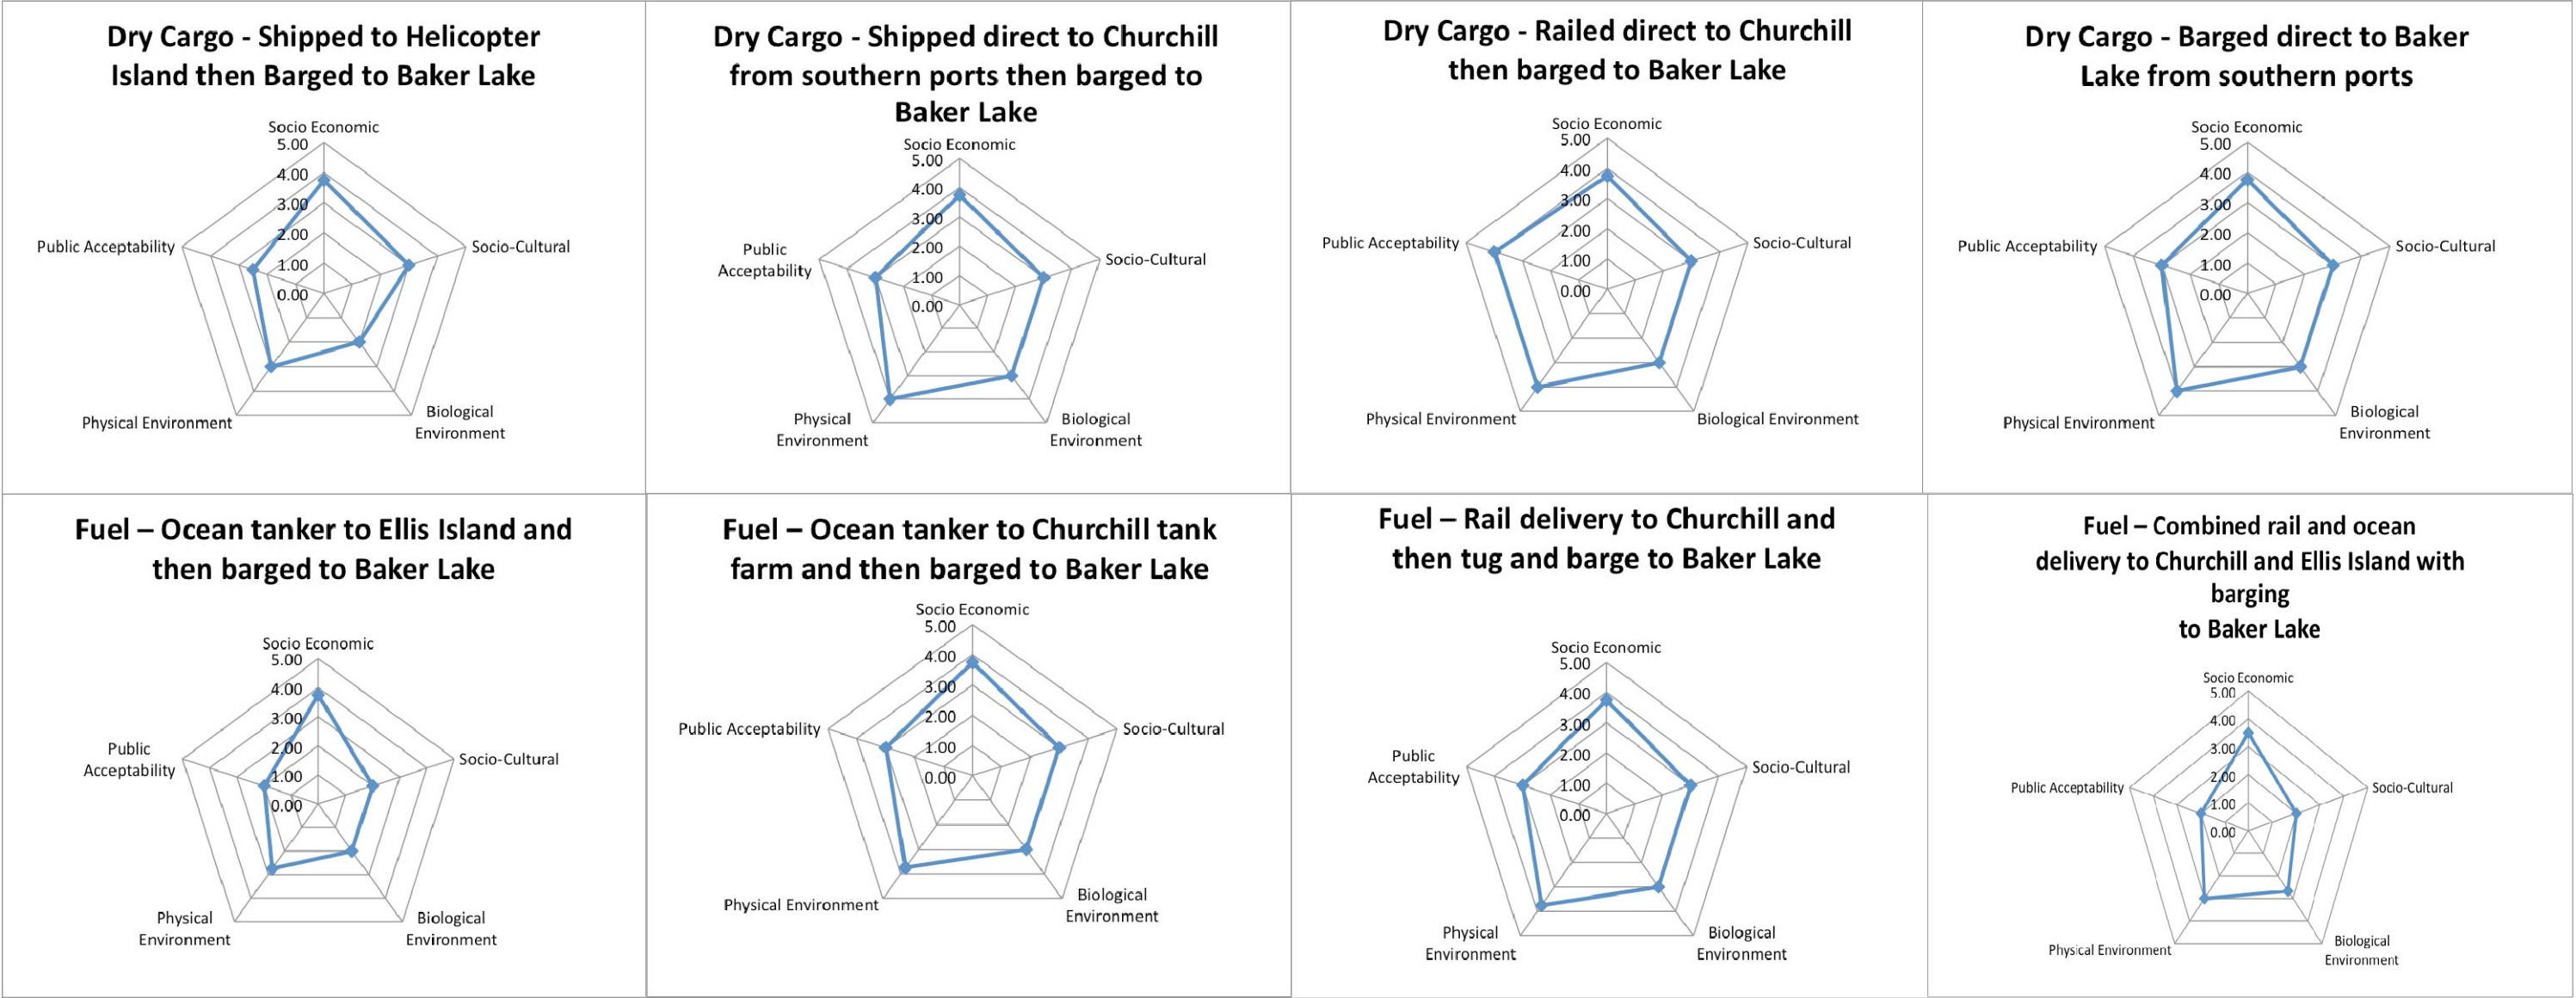 Dry Cargo - Shipped to Helicopter
Island then Barged to Baker Lake
Socio Economic
5.00
4.00
3.00
2.00
1.00
0.00
Public Acceptability
Socio-Cultural
Physical Environment
Biological
Environment
Dry Cargo - Shipped direct to Churchill
from southern ports then barged to
Baker Lake
Socio Economic
5.00
4.00
3.00
2.00
1.00
0.00
Public
Acceptability
Socio-Cultural
Physical
Environment
Biological
Environment
Dry Cargo - Railed direct to Churchill
then barged to Baker Lake
Socio Economic
5.00
4.00
3.00
2.00
1.00
0.00
Public Acceptability
Socio-Cultural
Physical Environment
Biological Environment
Dry Cargo - Barged direct to Baker
Lake from southern ports
Socio Economic
5.00
4.00
3.00
2.00
1.00
0.00
Public Acceptability
Socio-Cultural
Physical Environment
Biological
Environment
Fuel – Ocean tanker to Ellis Island and
then barged to Baker Lake
Socio Economic
5.00
4.00
3.00
2.00
1.00
0.00
Public
Acceptability
Socio-Cultural
Physical
Environment
Biological
Environment
Fuel – Ocean tanker to Churchill tank
farm and then barged to Baker Lake
Socio Economic
5.00
4.00
3.00
2.00
1.00
0.00
Public Acceptability
Socio-Cultural
Physical Environment
Biological
Environment
Fuel – Rail delivery to Churchill and
then tug and barge to Baker Lake
Socio Economic
5.00
4.00
3.00
2.00
1.00
0.00
Public
Acceptability
Socio-Cultural
Physical
Environment
Biological
Environment
Fuel – Combined rail and ocean
delivery to Churchill and Ellis Island with
barging
to Baker Lake
Socio Economic
5.00
4.00
3.00
2.00
1.00
0.00
Public Acceptability
Socio-Cultural
Physical Environment
Biological
Environment